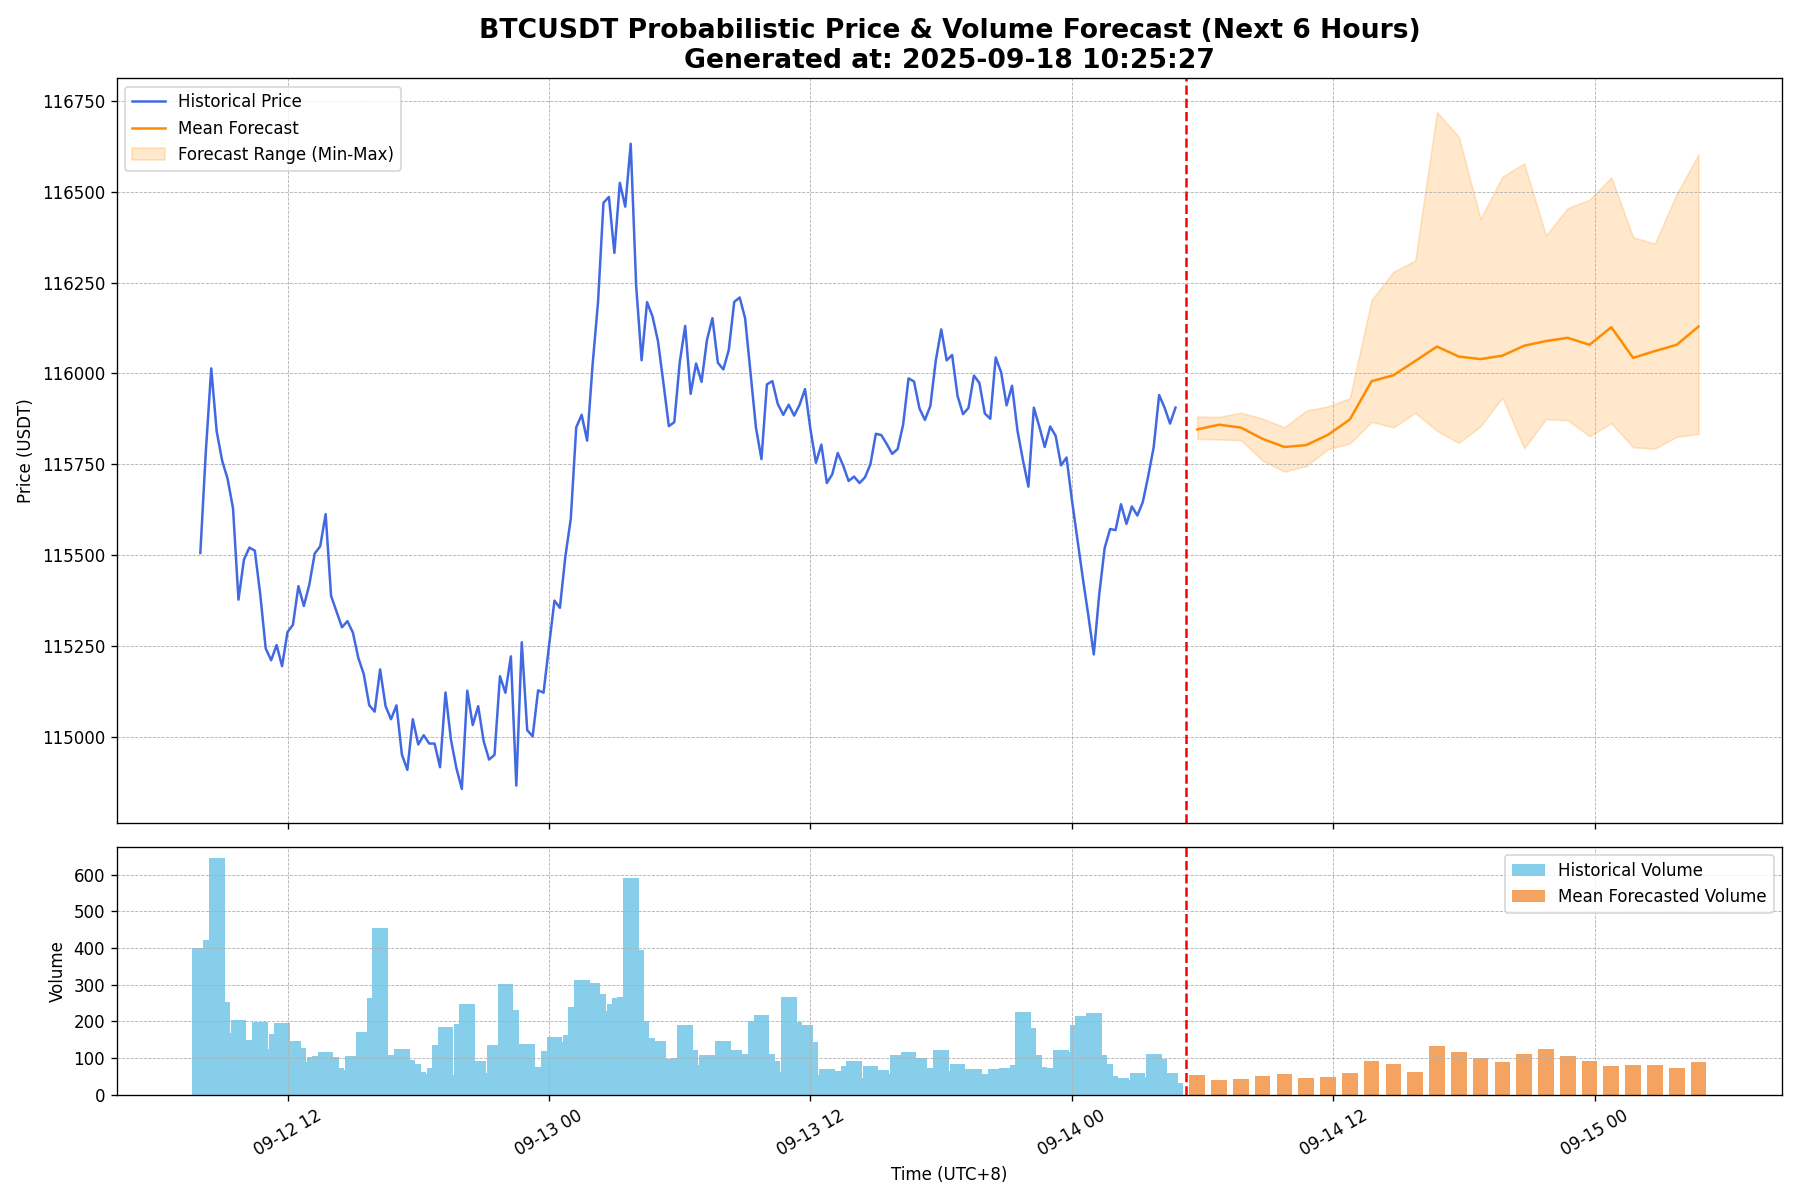 BTCUSDT Probabilistic Price & Volume Forecast (Next 6 Hours)
Generated at: 2025-09-18 10:25:27
Historical Price
Mean Forecast
Forecast Range (Min-Max)
Price (USDT)
116750
116500
116250
116000
115750
115500
115250
115000
Historical Volume
Mean Forecasted Volume
Volume
600
500
400
300
200
100
0
09-12 12
09-13 00
09-13 12
09-14 00
09-14 12
09-15 00
Time (UTC+8)